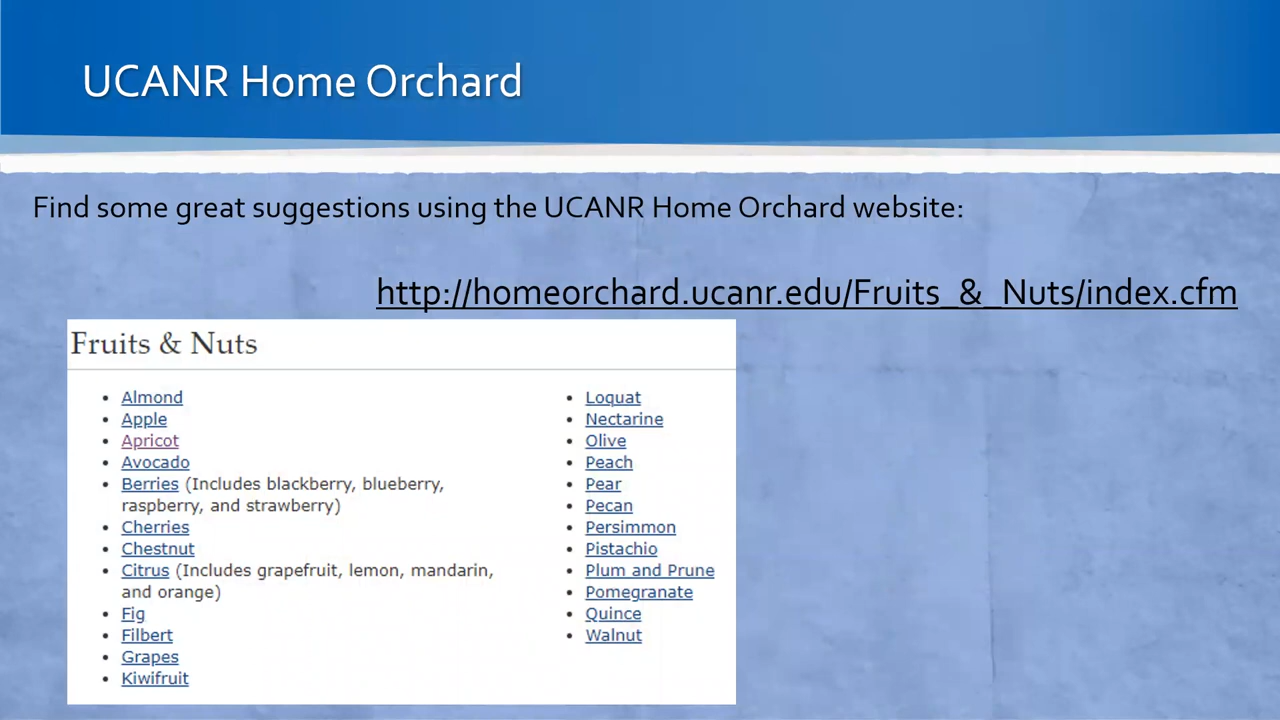 UCANR Home Orchard
Find some great suggestions using the UCANR Home Orchard website:
http://homeorchard.ucanr.edu/Fruits_&_Nuts/index.cfm
Fruits & Nuts
• Almond
• Apple
• Apricot
• Avocado
• Berries (Includes blackberry, blueberry,
raspberry, and strawberry)
• Cherries
• Chestnut
• Citrus (Includes grapefruit, lemon, mandarin,
and orange)
• Fig
• Filbert
• Grapes
• Kiwifruit
• Loquat
• Nectarine
• Olive
• Peach
• Pear
• Pecan
• Persimmon
• Pistachio
• Plum and Prune
• Pomegranate
• Quince
• Walnut